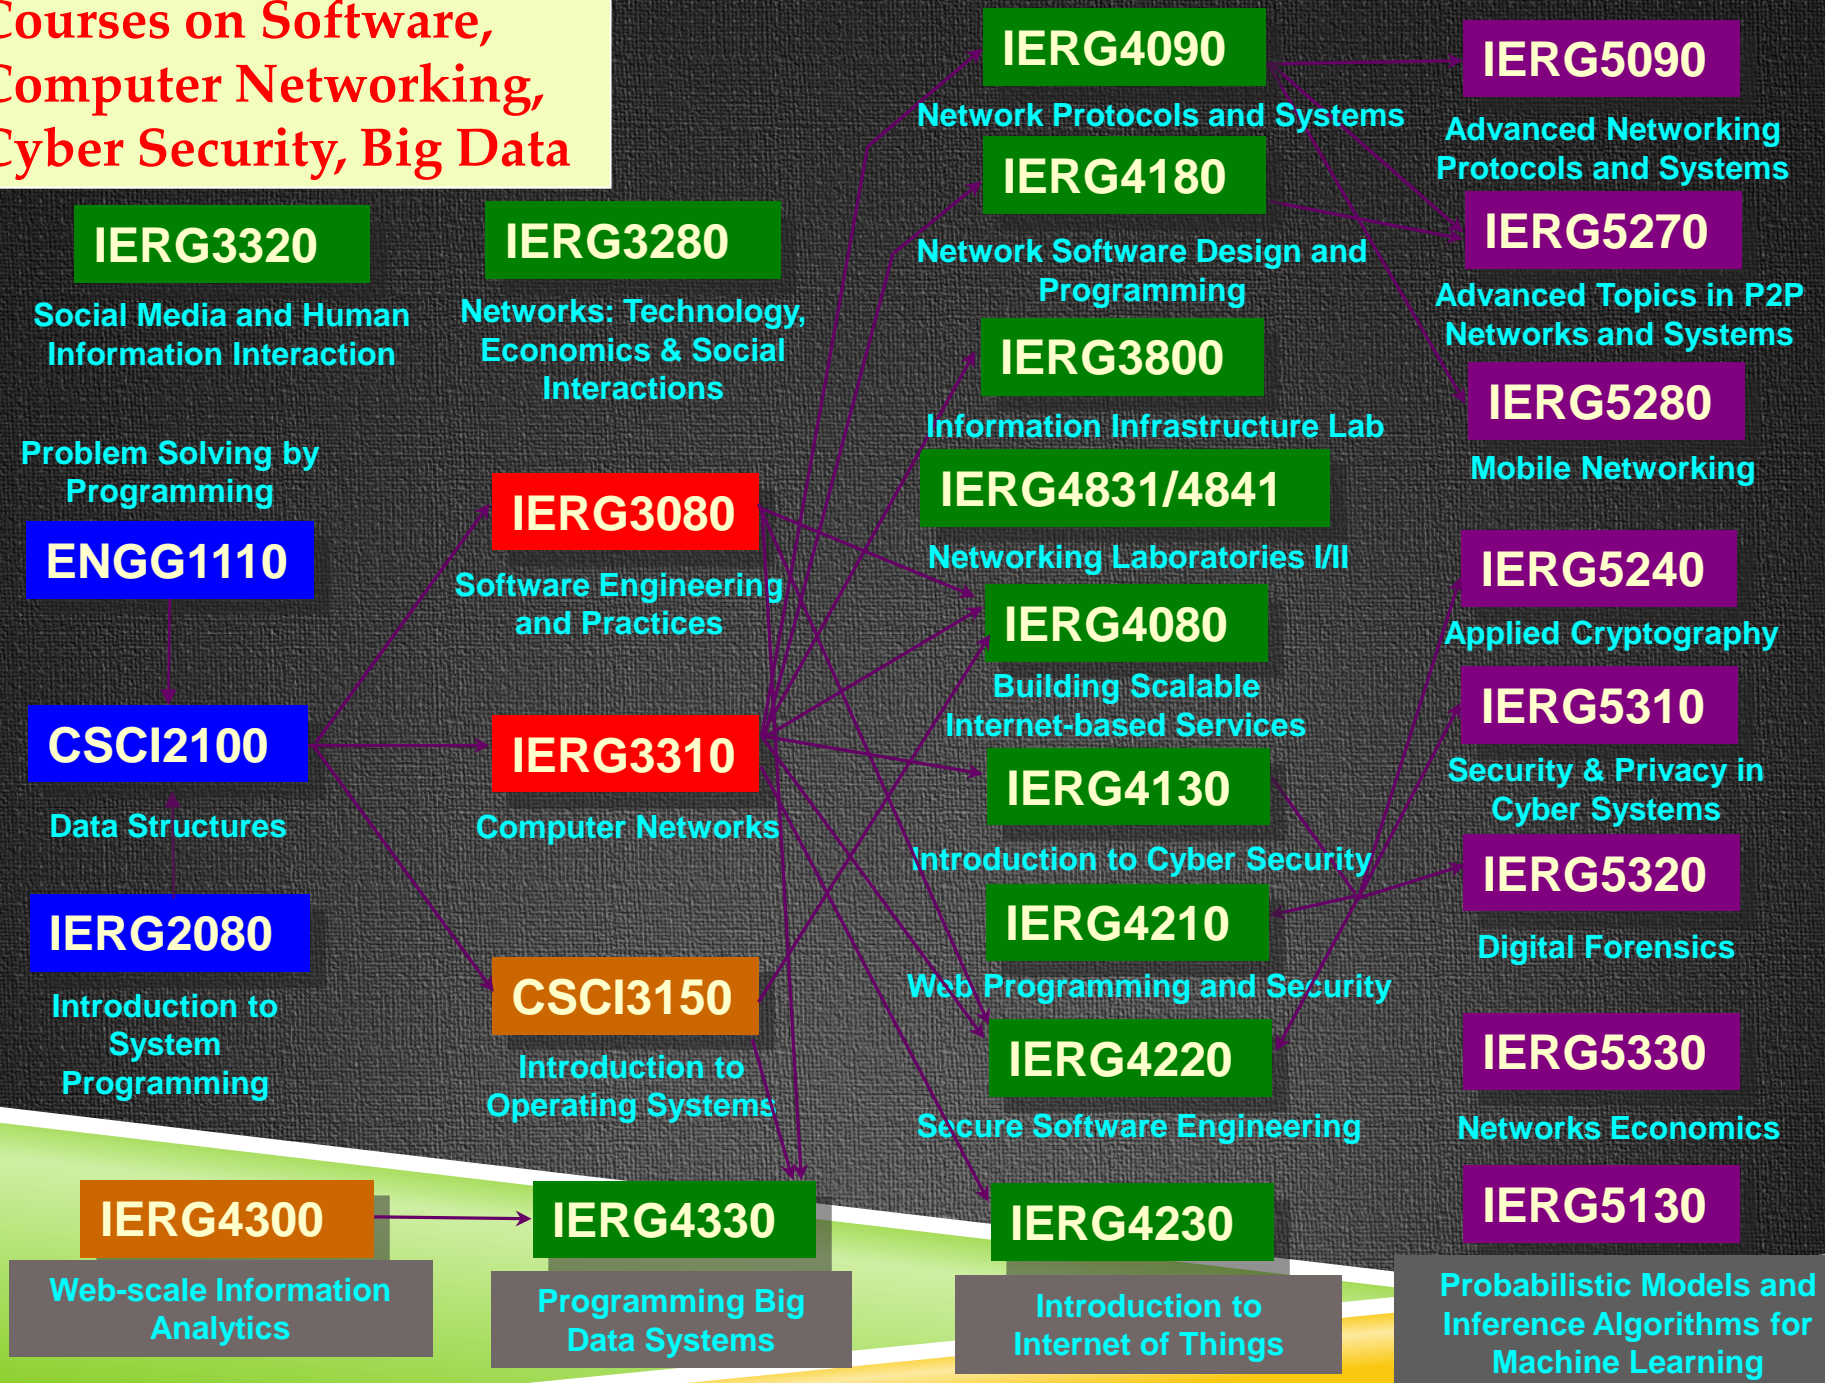 Courses on Software,
Computer Networking,
Cyber Security, Big Data
IERG3320
Social Media and Human
Information Interaction
Problem Solving by
Programming
ENGG1110
CSCI2100
Data Structures
IERG2080
Introduction to
System
Programming
IERG4300
Web-scale Information
Analytics
IERG3280
Networks: Technology,
Economics & Social
Interactions
IERG3080
Software Engineering
and Practices
IERG3310
Computer Networks
CSCI3150
Introduction to
Operating Systems
IERG4330
Programming Big
Data Systems
IERG4090
Network Protocols and Systems
IERG4180
Network Software Design and
Programming
IERG3800
Information Infrastructure Lab
IERG4831/4841
Networking Laboratories I/II
IERG4080
Building Scalable
Internet-based Services
IERG4130
Introduction to Cyber Security
IERG4210
Web Programming and Security
IERG4220
Secure Software Engineering
IERG4230
Introduction to
Internet of Things
IERG5090
Advanced Networking
Protocols and Systems
IERG5270
Advanced Topics in P2P
Networks and Systems
IERG5280
Mobile Networking
IERG5240
Applied Cryptography
IERG5310
Security & Privacy in
Cyber Systems
IERG5320
Digital Forensics
IERG5330
Networks Economics
IERG5130
Probabilistic Models and
Inference Algorithms for
Machine Learning